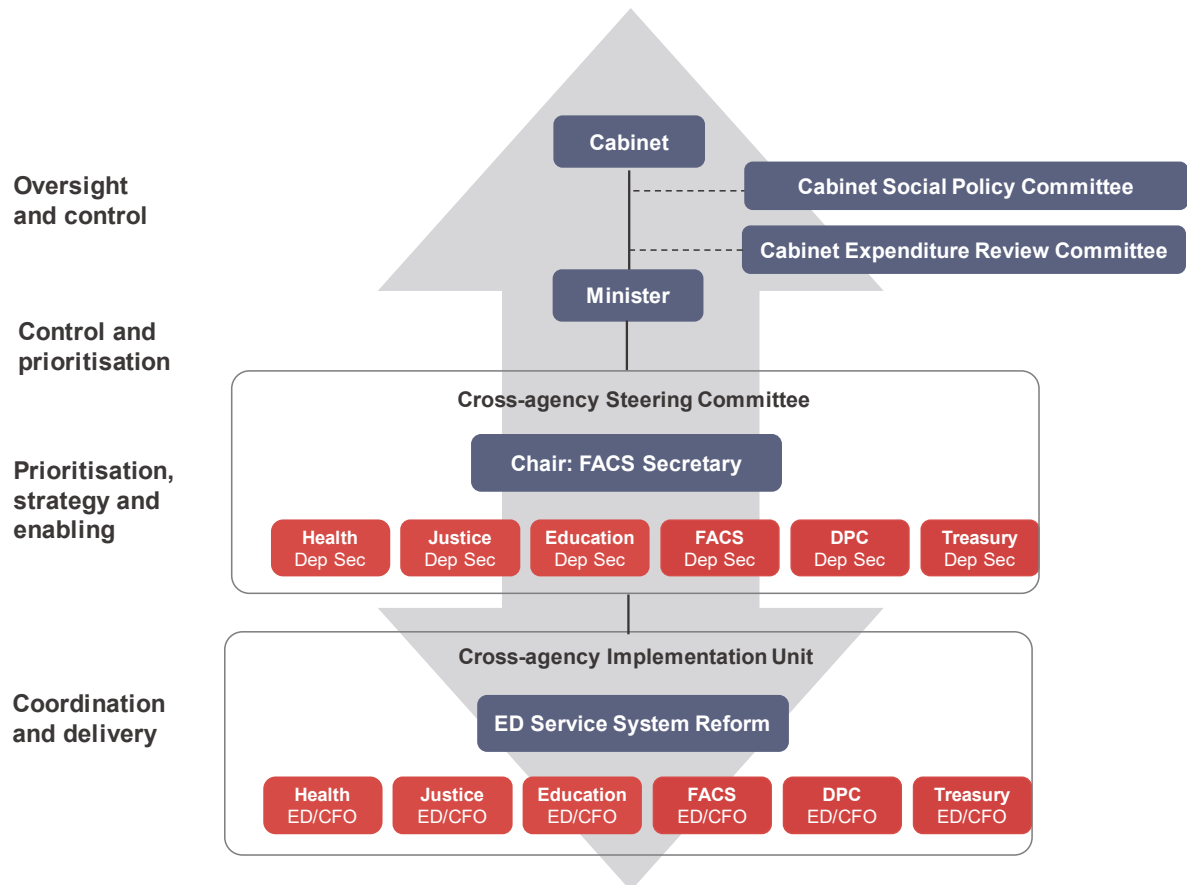 Cabinet
Oversight
and control
Cabinet Social Policy Committee
Cabinet Expenditure Review Committee
Minister
Control and
prioritisation
Cross-agency Steering Committee
Chair: FACS Secretary
Prioritisation,
strategy and
enabling
Health
Dep Sec
Justice
Dep Sec
Education
Dep Sec
FACS
Dep Sec
DPC
Dep Sec
Treasury
Dep Sec
Cross-agency Implementation Unit
Coordination
and delivery
ED Service System Reform
Health
ED/CFO
Justice
ED/CFO
Education
ED/CFO
FACS
ED/CFO
DPC
ED/CFO
Treasury
ED/CFO